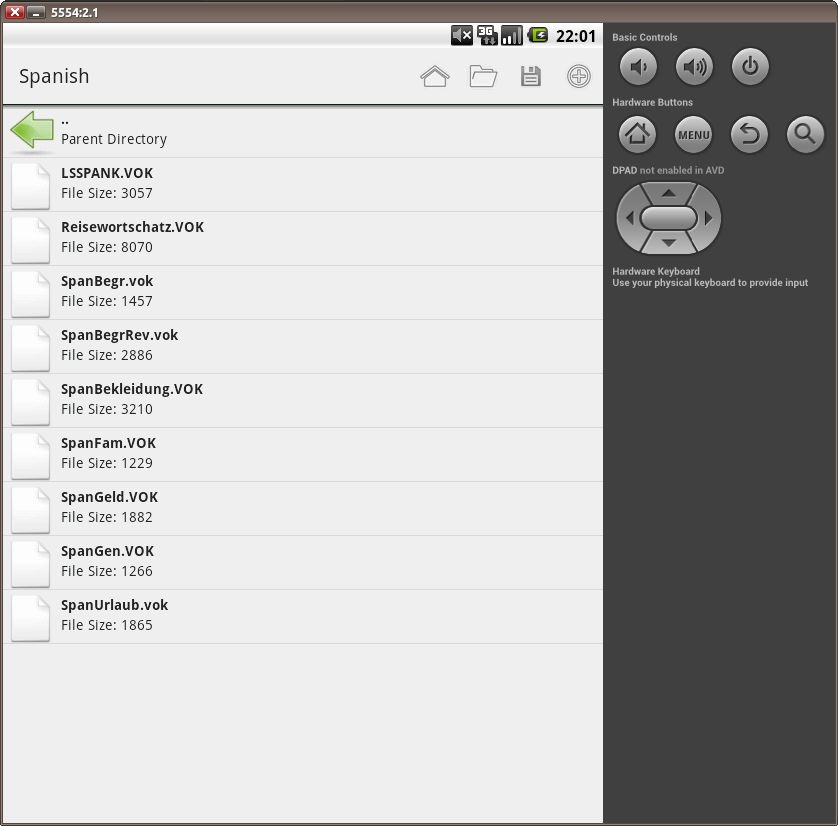 5554:2.1
3G
22:01
Spanish
..
Parent Directory
LSSPANK.VOK
File Size: 3057
Reisewortschatz.VOK
File Size: 8070
SpanBegr.vok
File Size: 1457
SpanBegrRev.vok
File Size: 2886
SpanBekleidung.VOK
File Size: 3210
SpanFam.VOK
File Size: 1229
SpanGeld.VOK
File Size: 1882
SpanGen.VOK
File Size: 1266
SpanUrlaub.vok
File Size: 1865
Basic Controls
Hardware Buttons
MENU
DPAD not enabled in AVD
Hardware Keyboard
Use your physical keyboard to provide input